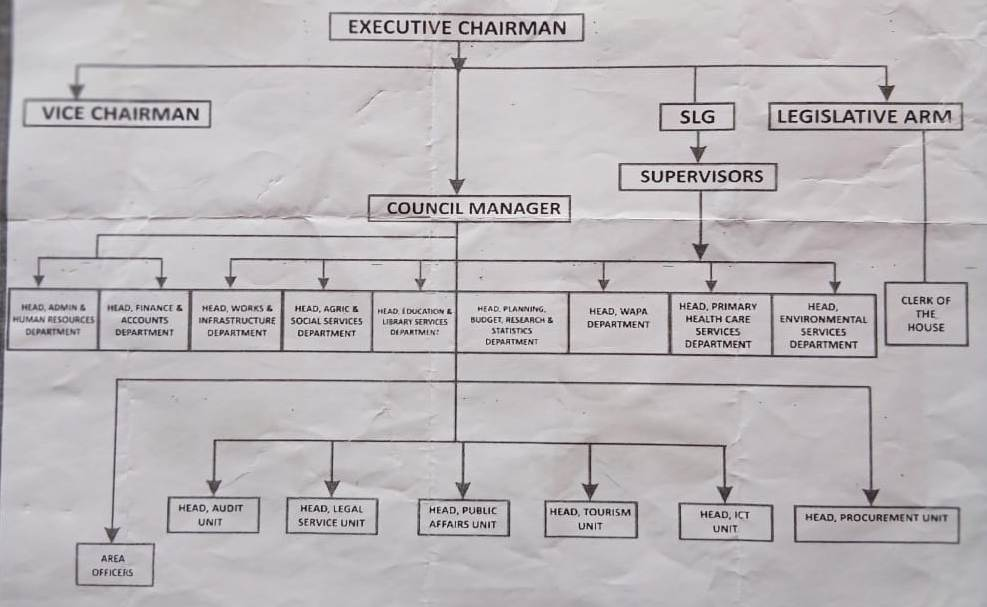 EXECUTIVE CHAIRMAN
VICE CHAIRMAN
SLG
LEGISLATIVE ARM
SUPERVISORS
COUNCIL MANAGER
HEAD, ADMIN &
HUMAN RESOURCES
DEPARTMENT
HEAD, FINANCE &
ACCOUNTS
DEPARTMENT
HEAD, WORKS &
INFRASTRUCTURE
DEPARTMENT
HEAD, AGRIC &
SOCIAL SERVICES
DEPARTMENT
HEAD, EDUCATION &
LIBRARY SERVICES
DEPARTMENT
HEAD, PLANNING,
BUDGET, RESEARCH &
STATISTICS
DEPARTMENT
HEAD, WAPA
DEPARTMENT
HEAD, PRIMARY
HEALTH CARE
SERVICES
DEPARTMENT
HEAD,
ENVIRONMENTAL
SERVICES
DEPARTMENT
CLERK OF
THE
HOUSE
HEAD, AUDIT
UNIT
HEAD, LEGAL
SERVICE UNIT
HEAD, PUBLIC
AFFAIRS UNIT
HEAD, TOURISM
UNIT
HEAD, ICT
UNIT
HEAD, PROCUREMENT UNIT
AREA
OFFICERS